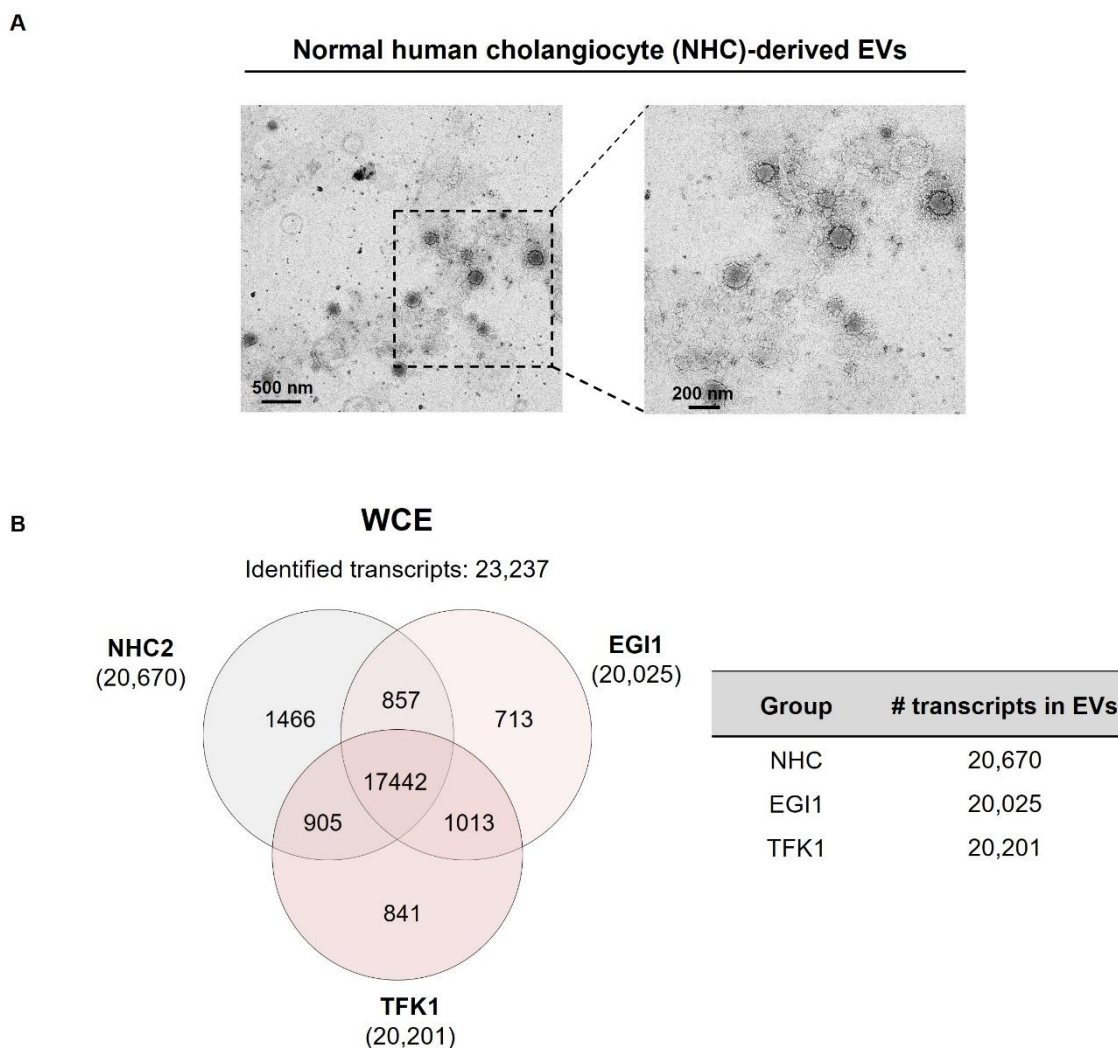 A
Normal human cholangiocyte (NHC)-derived EVs
500 nm
200 nm
B
WCE
Identified transcripts: 23,237
NHC2
(20,670)
EGI1
(20,025)
1466
857
713
17442
905
1013
841
TFK1
(20,201)
Group # transcripts in EVs
NHC 20,670
EGI1 20,025
TFK1 20,201